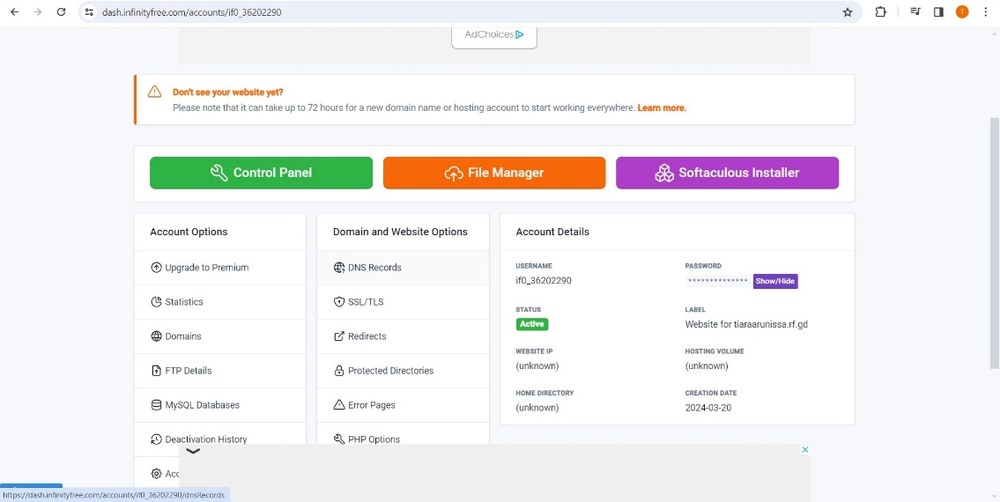 dash.infinityfree.com/accounts/if0_36202290
T
AdChoices
Don't see your website yet?
Please note that it can take up to 72 hours for a new domain name or hosting account to start working everywhere. Learn more.
Control Panel
File Manager
Softaculous Installer
Account Options
Upgrade to Premium
Statistics
Domains
FTP Details
MySQL Databases
Deactivation History
Acc
Domain and Website Options
DNS Records
SSL/TLS
Redirects
Protected Directories
Error Pages
PHP Options
Account Details
USERNAME
if0_36202290
PASSWORD
**************
Show/Hide
STATUS
Active
LABEL
Website for tiaraarunissa.rf.gd
WEBSITE IP
(unknown)
HOSTING VOLUME
(unknown)
HOME DIRECTORY
(unknown)
CREATION DATE
2024-03-20
https://dash.infinityfree.com/accounts/if0_36202290/dnsRecords